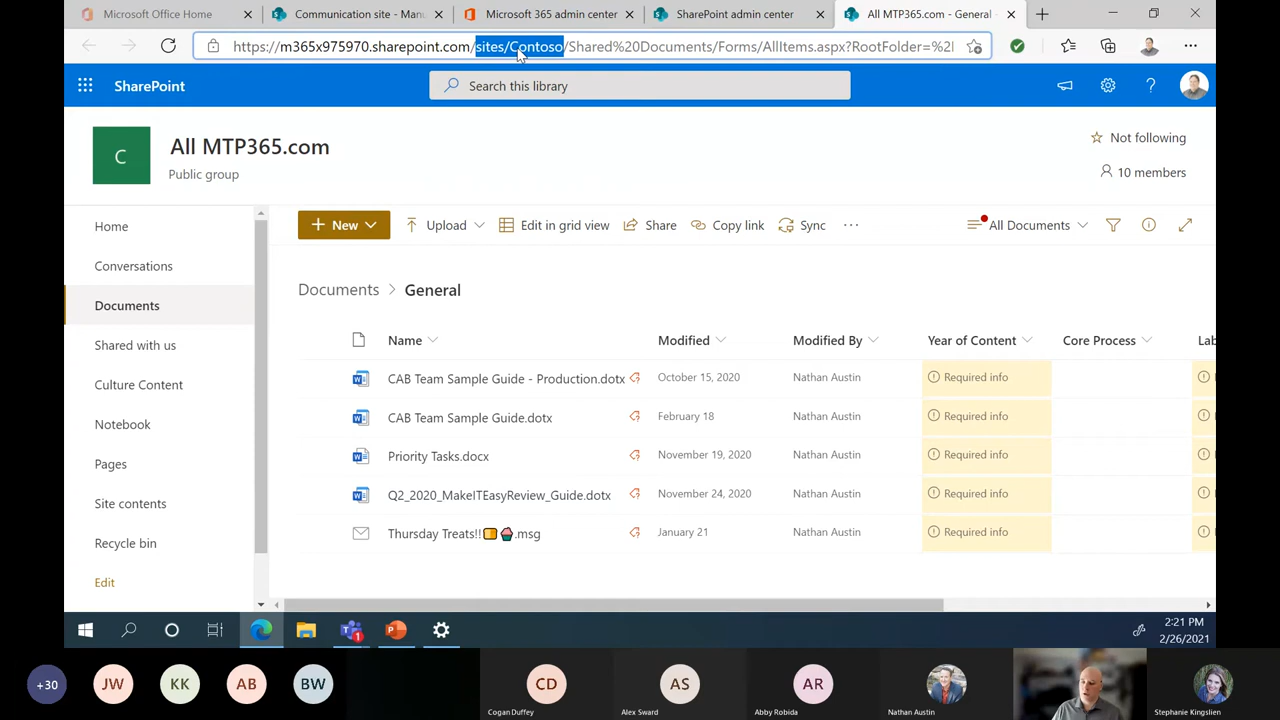 Microsoft Office Home
Communication site - Manu
Microsoft 365 admin center
SharePoint admin center
All MTP365.com - General -
https://m365x975970.sharepoint.com/sites/Contoso/Shared%20Documents/Forms/AllItems.aspx?RootFolder=%2l
SharePoint
Search this library
?
C
All MTP365.com
Public group
Not following
10 members
Home
Conversations
Documents
Shared with us
Culture Content
Notebook
Pages
Site contents
Recycle bin
Edit
+ New
Upload
Edit in grid view
Share
Copy link
Sync
...
All Documents
Documents > General
Name Modified Modified By Year of Content Core Process Lab
CAB Team Sample Guide - Production.dotx October 15, 2020 Nathan Austin Required info
CAB Team Sample Guide.dotx February 18 Nathan Austin Required info
Priority Tasks.docx November 19, 2020 Nathan Austin Required info
Q2_2020_MakeITEasyReview_Guide.dotx November 24, 2020 Nathan Austin Required info
Thursday Treats!!🍞🧁.msg January 21 Nathan Austin Required info
2:21 PM
2/26/2021
+30
JW
KK
AB
BW
CD
AS
AR
Cogan Duffey
Alex Sward
Abby Robida
Nathan Austin
Stephanie Kingslien